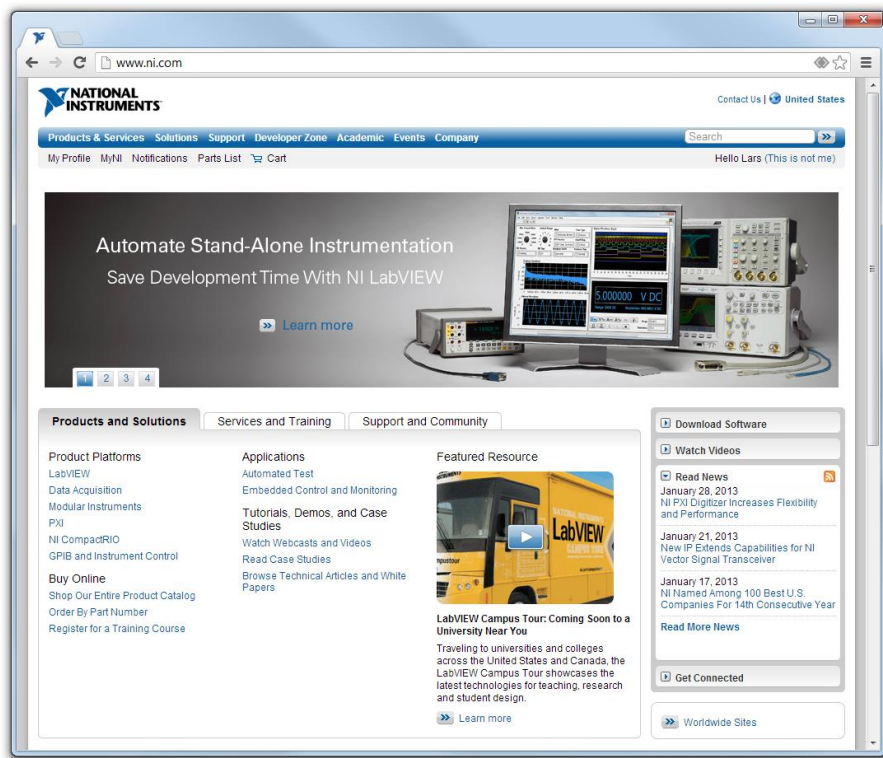 www.ni.com
NATIONAL
INSTRUMENTS
Contact Us | United States
Products & Services Solutions Support Developer Zone Academic Events Company
Search
My Profile MyNI Notifications Parts List Cart
Hello Lars (This is not me)
Automate Stand-Alone Instrumentation
Save Development Time With NI LabVIEW
Learn more
5.000000 V DC
1 2 3 4
Products and Solutions
Services and Training
Support and Community
Product Platforms
LabVIEW
Data Acquisition
Modular Instruments
PXI
NI CompactRIO
GPIB and Instrument Control
Buy Online
Shop Our Entire Product Catalog
Order By Part Number
Register for a Training Course
Applications
Automated Test
Embedded Control and Monitoring
Tutorials, Demos, and Case
Studies
Watch Webcasts and Videos
Read Case Studies
Browse Technical Articles and White
Papers
Featured Resource
LabVIEW
CAMPUS TOUR
LabVIEW Campus Tour: Coming Soon to a
University Near You
Traveling to universities and colleges
across the United States and Canada, the
LabVIEW Campus Tour showcases the
latest technologies for teaching, research
and student design.
Learn more
Download Software
Watch Videos
Read News
January 28, 2013
NI PXI Digitizer Increases Flexibility
and Performance
January 21, 2013
New IP Extends Capabilities for NI
Vector Signal Transceiver
January 17, 2013
NI Named Among 100 Best U.S.
Companies For 14th Consecutive Year
Read More News
Get Connected
Worldwide Sites